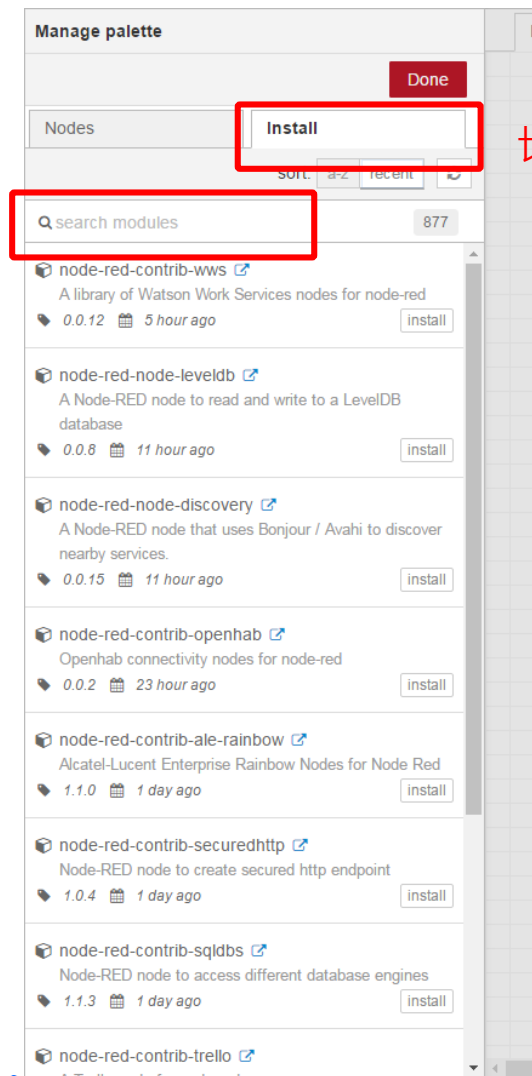 Manage palette
Done
Nodes
Install
sort: a-z recent
search modules
877
node-red-contrib-wws
A library of Watson Work Services nodes for node-red
0.0.12 5 hour ago install
node-red-node-leveldb
A Node-RED node to read and write to a LevelDB
database
0.0.8 11 hour ago install
node-red-node-discovery
A Node-RED node that uses Bonjour / Avahi to discover
nearby services.
0.0.15 11 hour ago install
node-red-contrib-openhab
Openhab connectivity nodes for node-red
0.0.2 23 hour ago install
node-red-contrib-ale-rainbow
Alcatel-Lucent Enterprise Rainbow Nodes for Node Red
1.1.0 1 day ago install
node-red-contrib-securedhttp
Node-RED node to create secured http endpoint
1.0.4 1 day ago install
node-red-contrib-sqldbs
Node-RED node to access different database engines
1.1.3 1 day ago install
node-red-contrib-trello